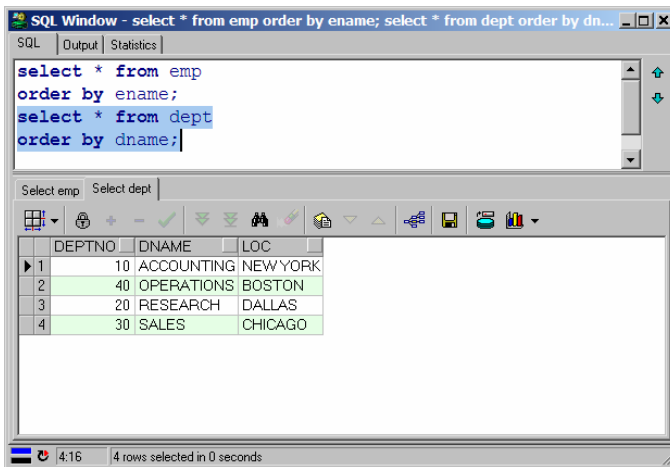 SQL Window - select * from emp order by ename; select * from dept order by dn...
SQL Output Statistics
select * from emp
order by ename;
select * from dept
order by dname;
Select emp Select dept
DEPTNO DNAME LOC
1 10 ACCOUNTING NEW YORK
2 40 OPERATIONS BOSTON
3 20 RESEARCH DALLAS
4 30 SALES CHICAGO
4:16 4 rows selected in 0 seconds